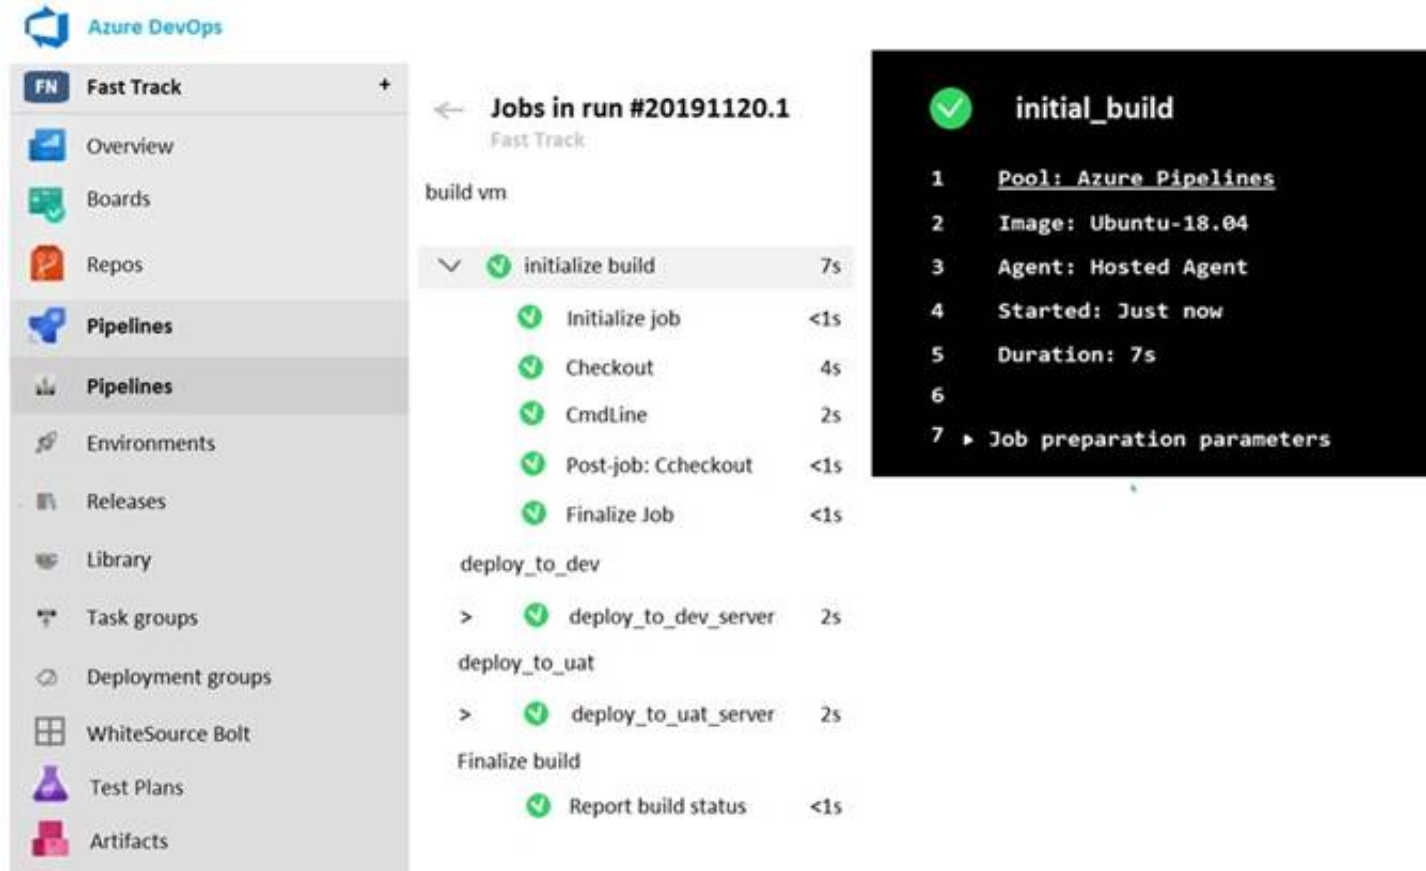 Azure DevOps
FN Fast Track +
Overview
Boards
Repos
Pipelines
Pipelines
Environments
Releases
Library
Task groups
Deployment groups
WhiteSource Bolt
Test Plans
Artifacts
Jobs in run #20191120.1
Fast Track
build vm
initialize build 7s
Initialize job <1s
Checkout 4s
CmdLine 2s
Post-job: Ccheckout <1s
Finalize Job <1s
deploy_to_dev
> deploy_to_dev_server 2s
deploy_to_uat
> deploy_to_uat_server 2s
Finalize build
Report build status <1s
initial_build
1 Pool: Azure Pipelines
2 Image: Ubuntu-18.04
3 Agent: Hosted Agent
4 Started: Just now
5 Duration: 7s
6
7 ▸ Job preparation parameters